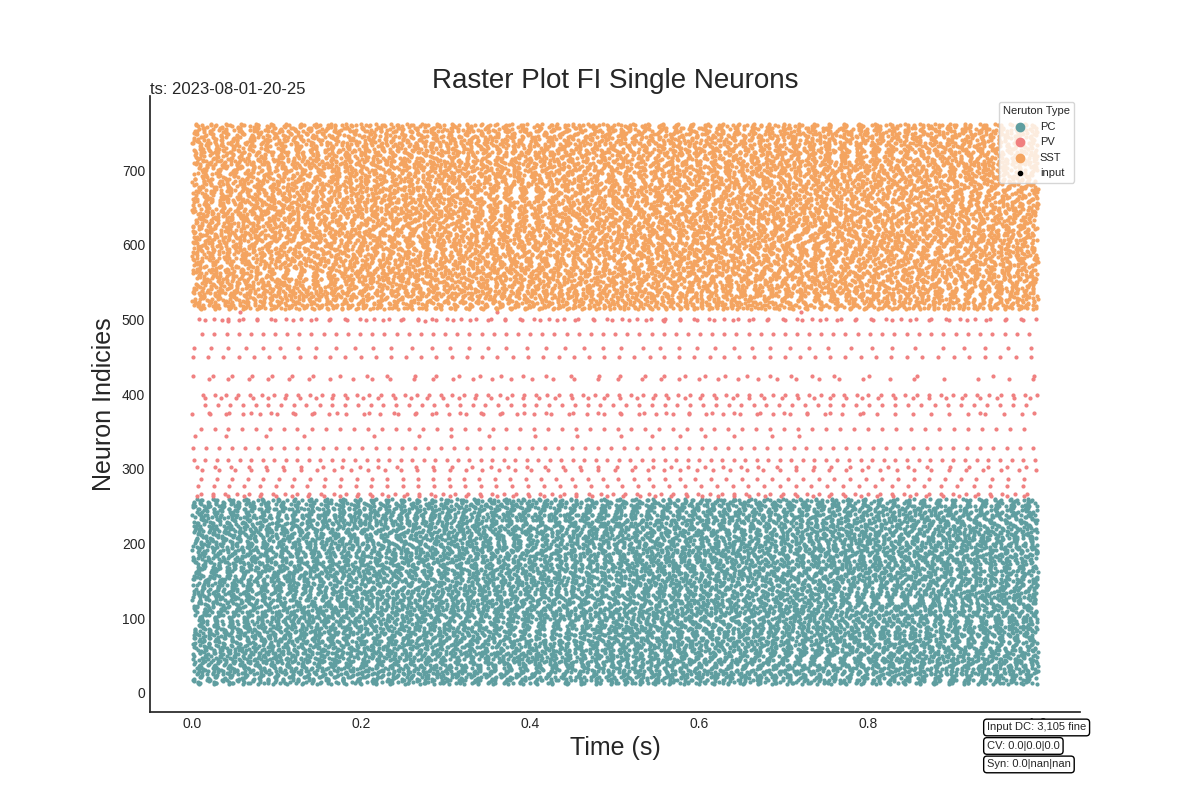 Raster Plot FI Single Neurons
ts: 2023-08-01-20-25
Neruton Type
PC
PV
SST
input
Neuron Indicies
700
600
500
400
300
200
100
0
0.0
0.2
0.4
0.6
0.8
Time (s)
Input DC: 3,105 fine
CV: 0.0|0.0|0.0
Syn: 0.0|nan|nan